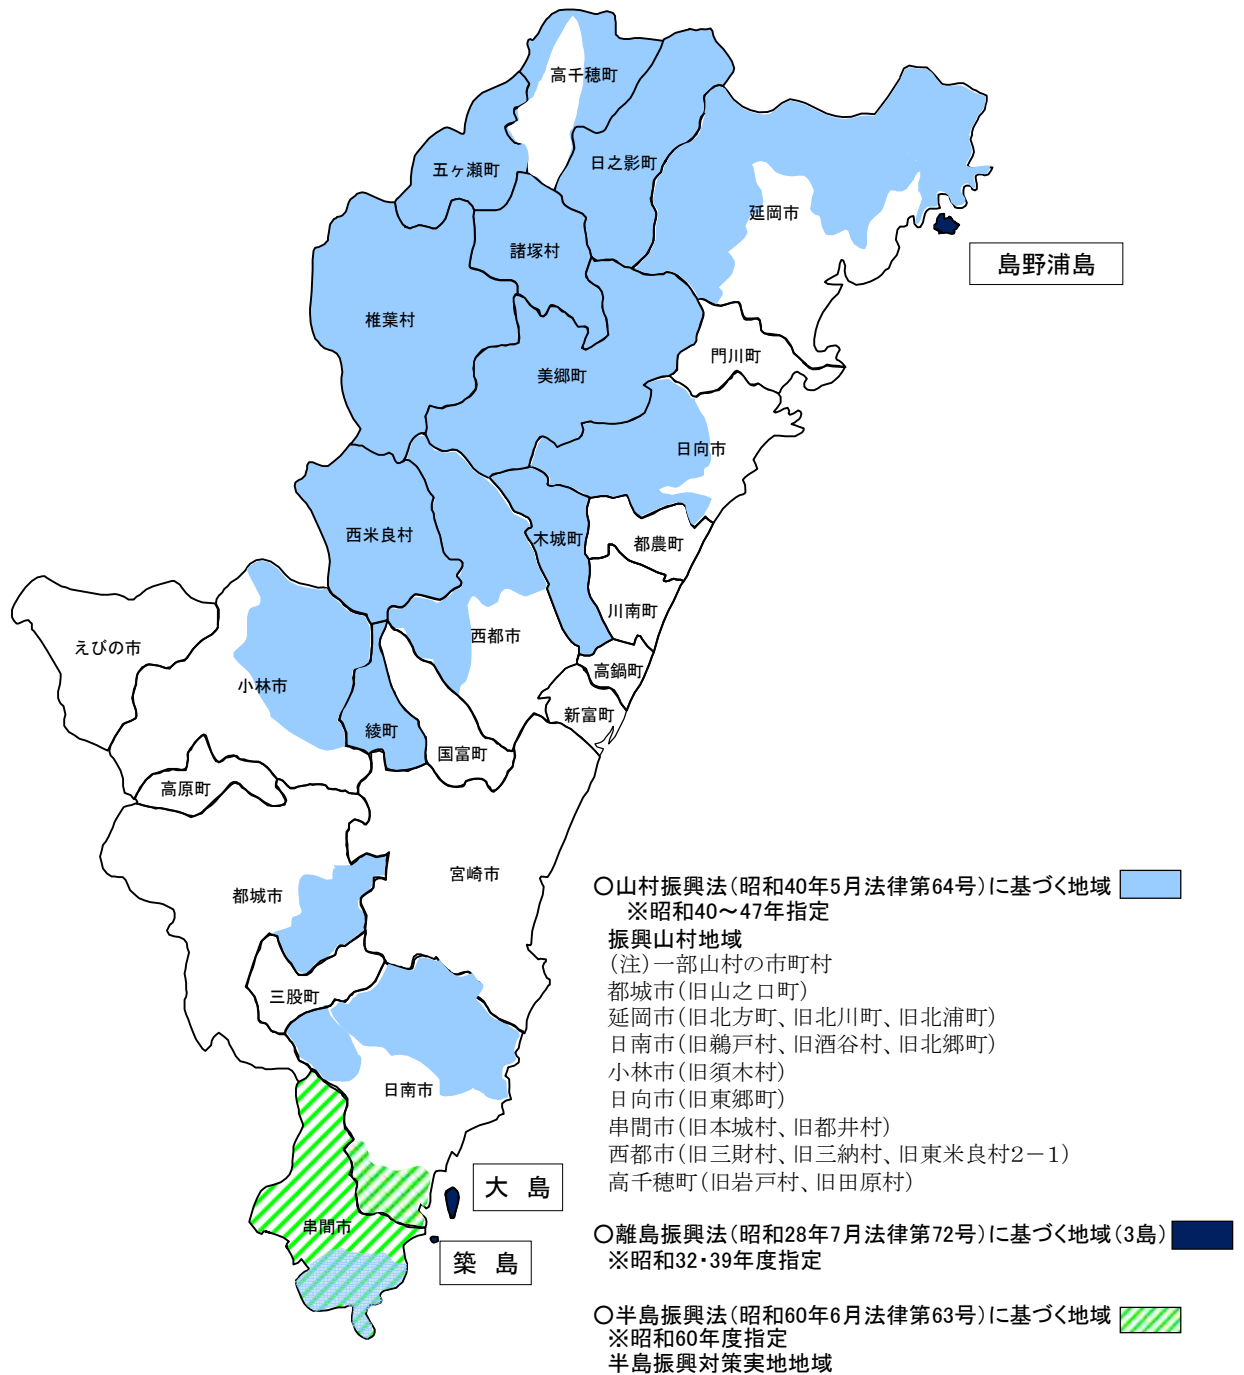 高千穂町
五ヶ瀬町
日之影町
延岡市
島野浦島
諸塚村
椎葉村
門川町
美郷町
日向市
西米良村
木城町
都農町
川南町
えびの市
西都市
高鍋町
小林市
新富町
綾町
国富町
高原町
宮崎市
都城市
三股町
日南市
大 島
串間市
築 島
○山村振興法(昭和40年5月法律第64号)に基づく地域
※昭和40～47年指定
振興山村地域
(注)一部山村の市町村
都城市(旧山之口町)
延岡市(旧北方町、旧北川町、旧北浦町)
日南市(旧鵜戸村、旧酒谷村、旧北郷町)
小林市(旧須木村)
日向市(旧東郷町)
串間市(旧本城村、旧都井村)
西都市(旧三財村、旧三納村、旧東米良村2－1)
高千穂町(旧岩戸村、旧田原村)
○離島振興法(昭和28年7月法律第72号)に基づく地域(3島)
※昭和32・39年度指定
○半島振興法(昭和60年6月法律第63号)に基づく地域
※昭和60年度指定
半島振興対策実地地域